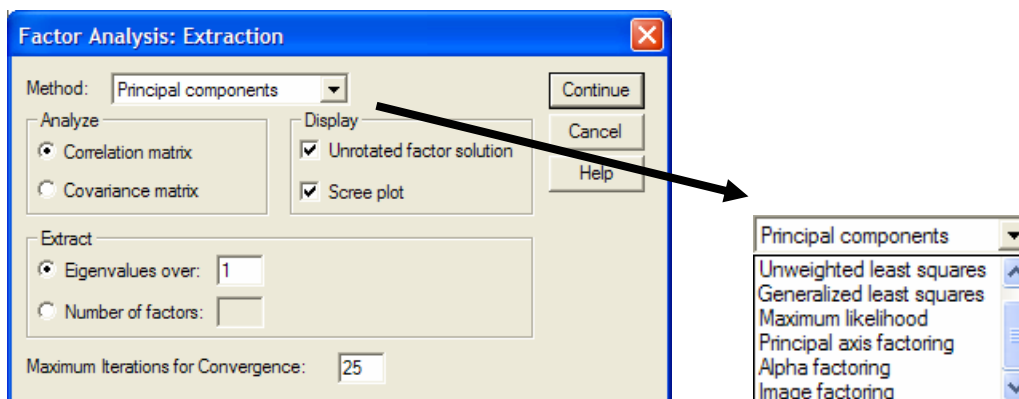 Factor Analysis: Extraction
Method: Principal components
Continue
Analyze
Display
Cancel
Correlation matrix
Unrotated factor solution
Help
Covariance matrix
Scree plot
Extract
Eigenvalues over: 1
Number of factors:
Maximum Iterations for Convergence: 25
Principal components
Unweighted least squares
Generalized least squares
Maximum likelihood
Principal axis factoring
Alpha factoring
Image factoring